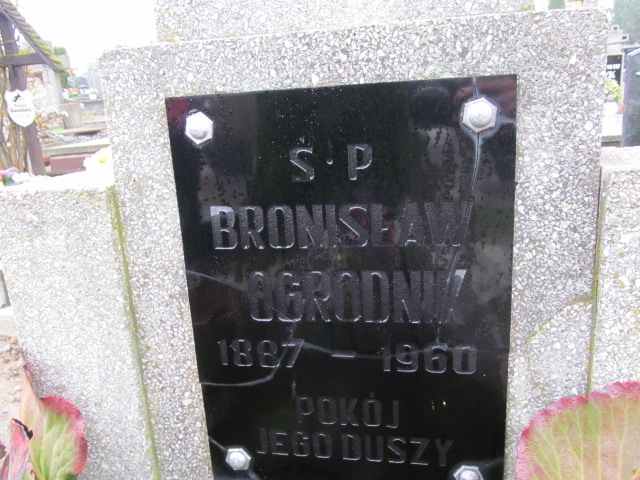 Ś·P
BRONISŁAW
OGRODNIK
1887 - 1960
POKÓJ
JEGO DUSZY